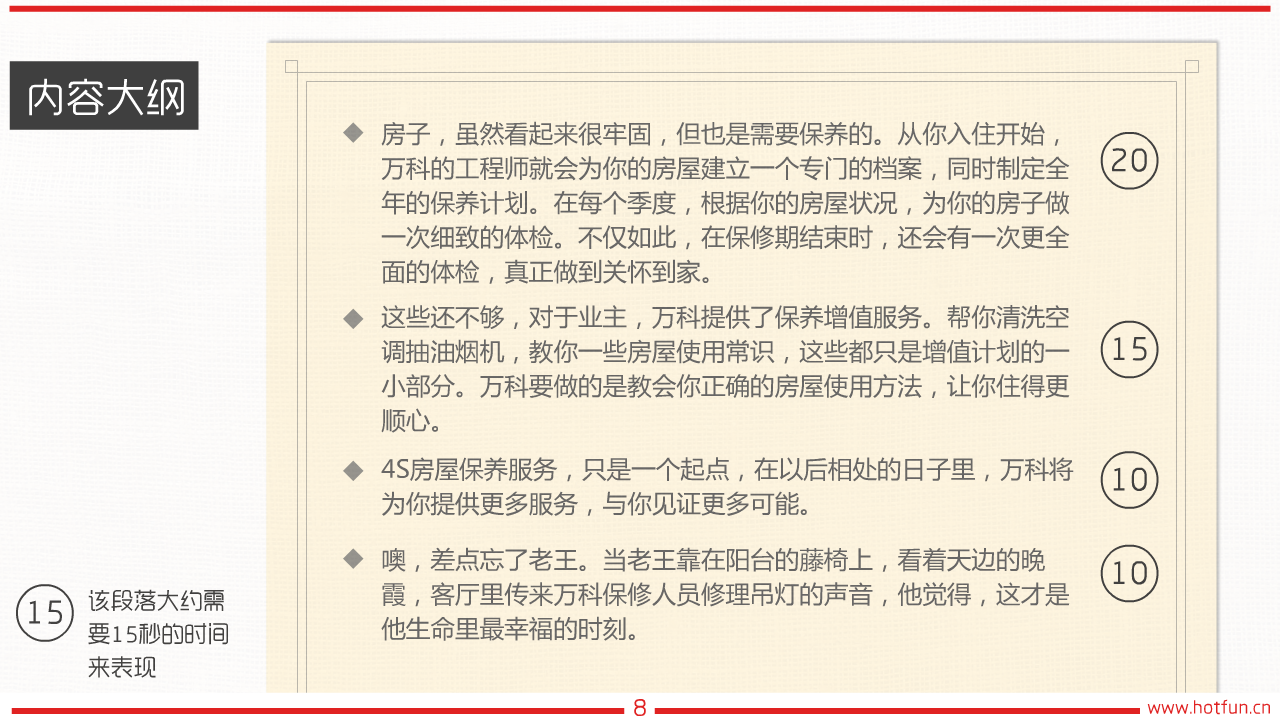 内容大纲
房子，虽然看起来很牢固，但也是需要保养的。从你入住开始，
万科的工程师就会为你的房屋建立一个专门的档案，同时制定全
年的保养计划。在每个季度，根据你的房屋状况，为你的房子做
一次细致的体检。不仅如此，在保修期结束时，还会有一次更全
面的体检，真正做到关怀到家。
20
这些还不够，对于业主，万科提供了保养增值服务。帮你清洗空
调抽油烟机，教你一些房屋使用常识，这些都只是增值计划的一
小部分。万科要做的是教会你正确的房屋使用方法，让你住得更
顺心。
15
4S房屋保养服务，只是一个起点，在以后相处的日子里，万科将
为你提供更多服务，与你见证更多可能。
10
噢，差点忘了老王。当老王靠在阳台的藤椅上，看着天边的晚
霞，客厅里传来万科保修人员修理吊灯的声音，他觉得，这才是
他生命里最幸福的时刻。
10
15
该段落大约需
要15秒的时间
来表现
8
www.hotfun.cn